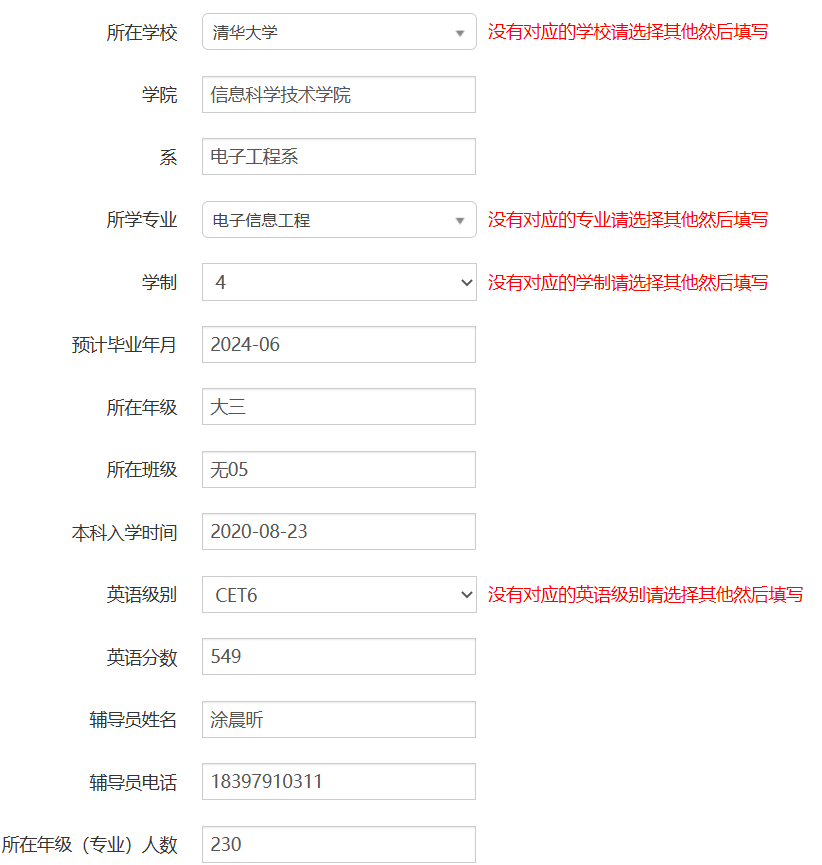 所在学校 清华大学 没有对应的学校请选择其他然后填写
学院 信息科学技术学院
系 电子工程系
所学专业 电子信息工程 没有对应的专业请选择其他然后填写
学制 4 没有对应的学制请选择其他然后填写
预计毕业年月 2024-06
所在年级 大三
所在班级 无05
本科入学时间 2020-08-23
英语级别 CET6 没有对应的英语级别请选择其他然后填写
英语分数 549
辅导员姓名 涂晨昕
辅导员电话 18397910311
所在年级（专业）人数 230